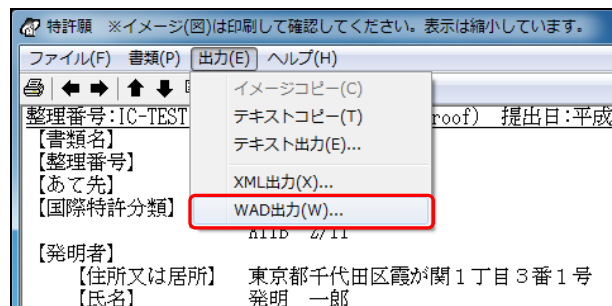 特許願 ※イメージ(図)は印刷して確認してください。表示は縮小しています。
ファイル(F) 書類(P) 出力(E) ヘルプ(H)
イメージコピー(C)
整理番号:IC-TEST テキストコピー(T) roof) 提出日:平成
【書類名】 テキスト出力(E)...
【整理番号】
【あて先】 XML出力(X)...
【国際特許分類】 WAD出力(W)...
【発明者】
【住所又は居所】 東京都千代田区霞が関1丁目3番1号
【氏名】 発明 一郎